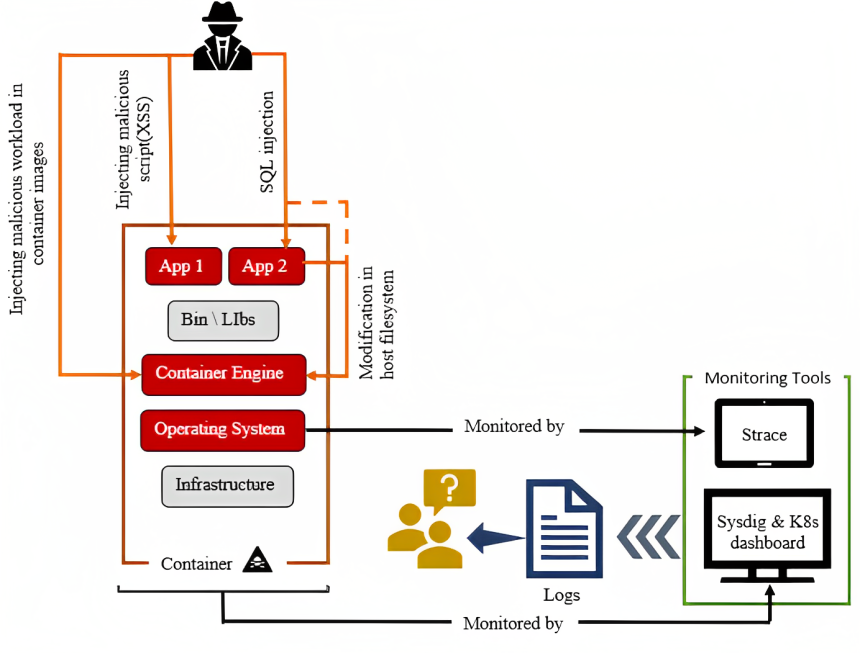 Injecting malicious workload in
container images
Injecting malicious
script(XSS)
SQL injection
App 1
App 2
Bin \ LIbs
Modification in
host filesystem
Container Engine
Operating System
Infrastructure
Container
Monitored by
Monitoring Tools
Strace
Sysdig & K8s
dashboard
?
Logs
Monitored by